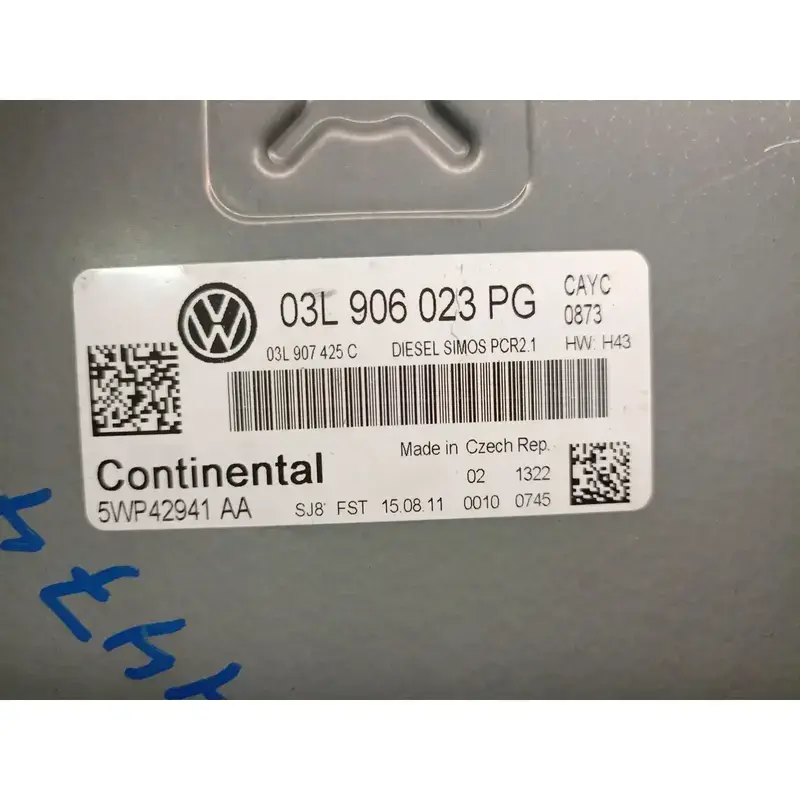 03L 906 023 PG
CAYC
0873
03L 907 425 C
DIESEL SIMOS PCR2.1
HW: H43
Made in Czech Rep.
Continental
02 1322
5WP42941 AA
SJ8' FST 15.08.11 0010 0745